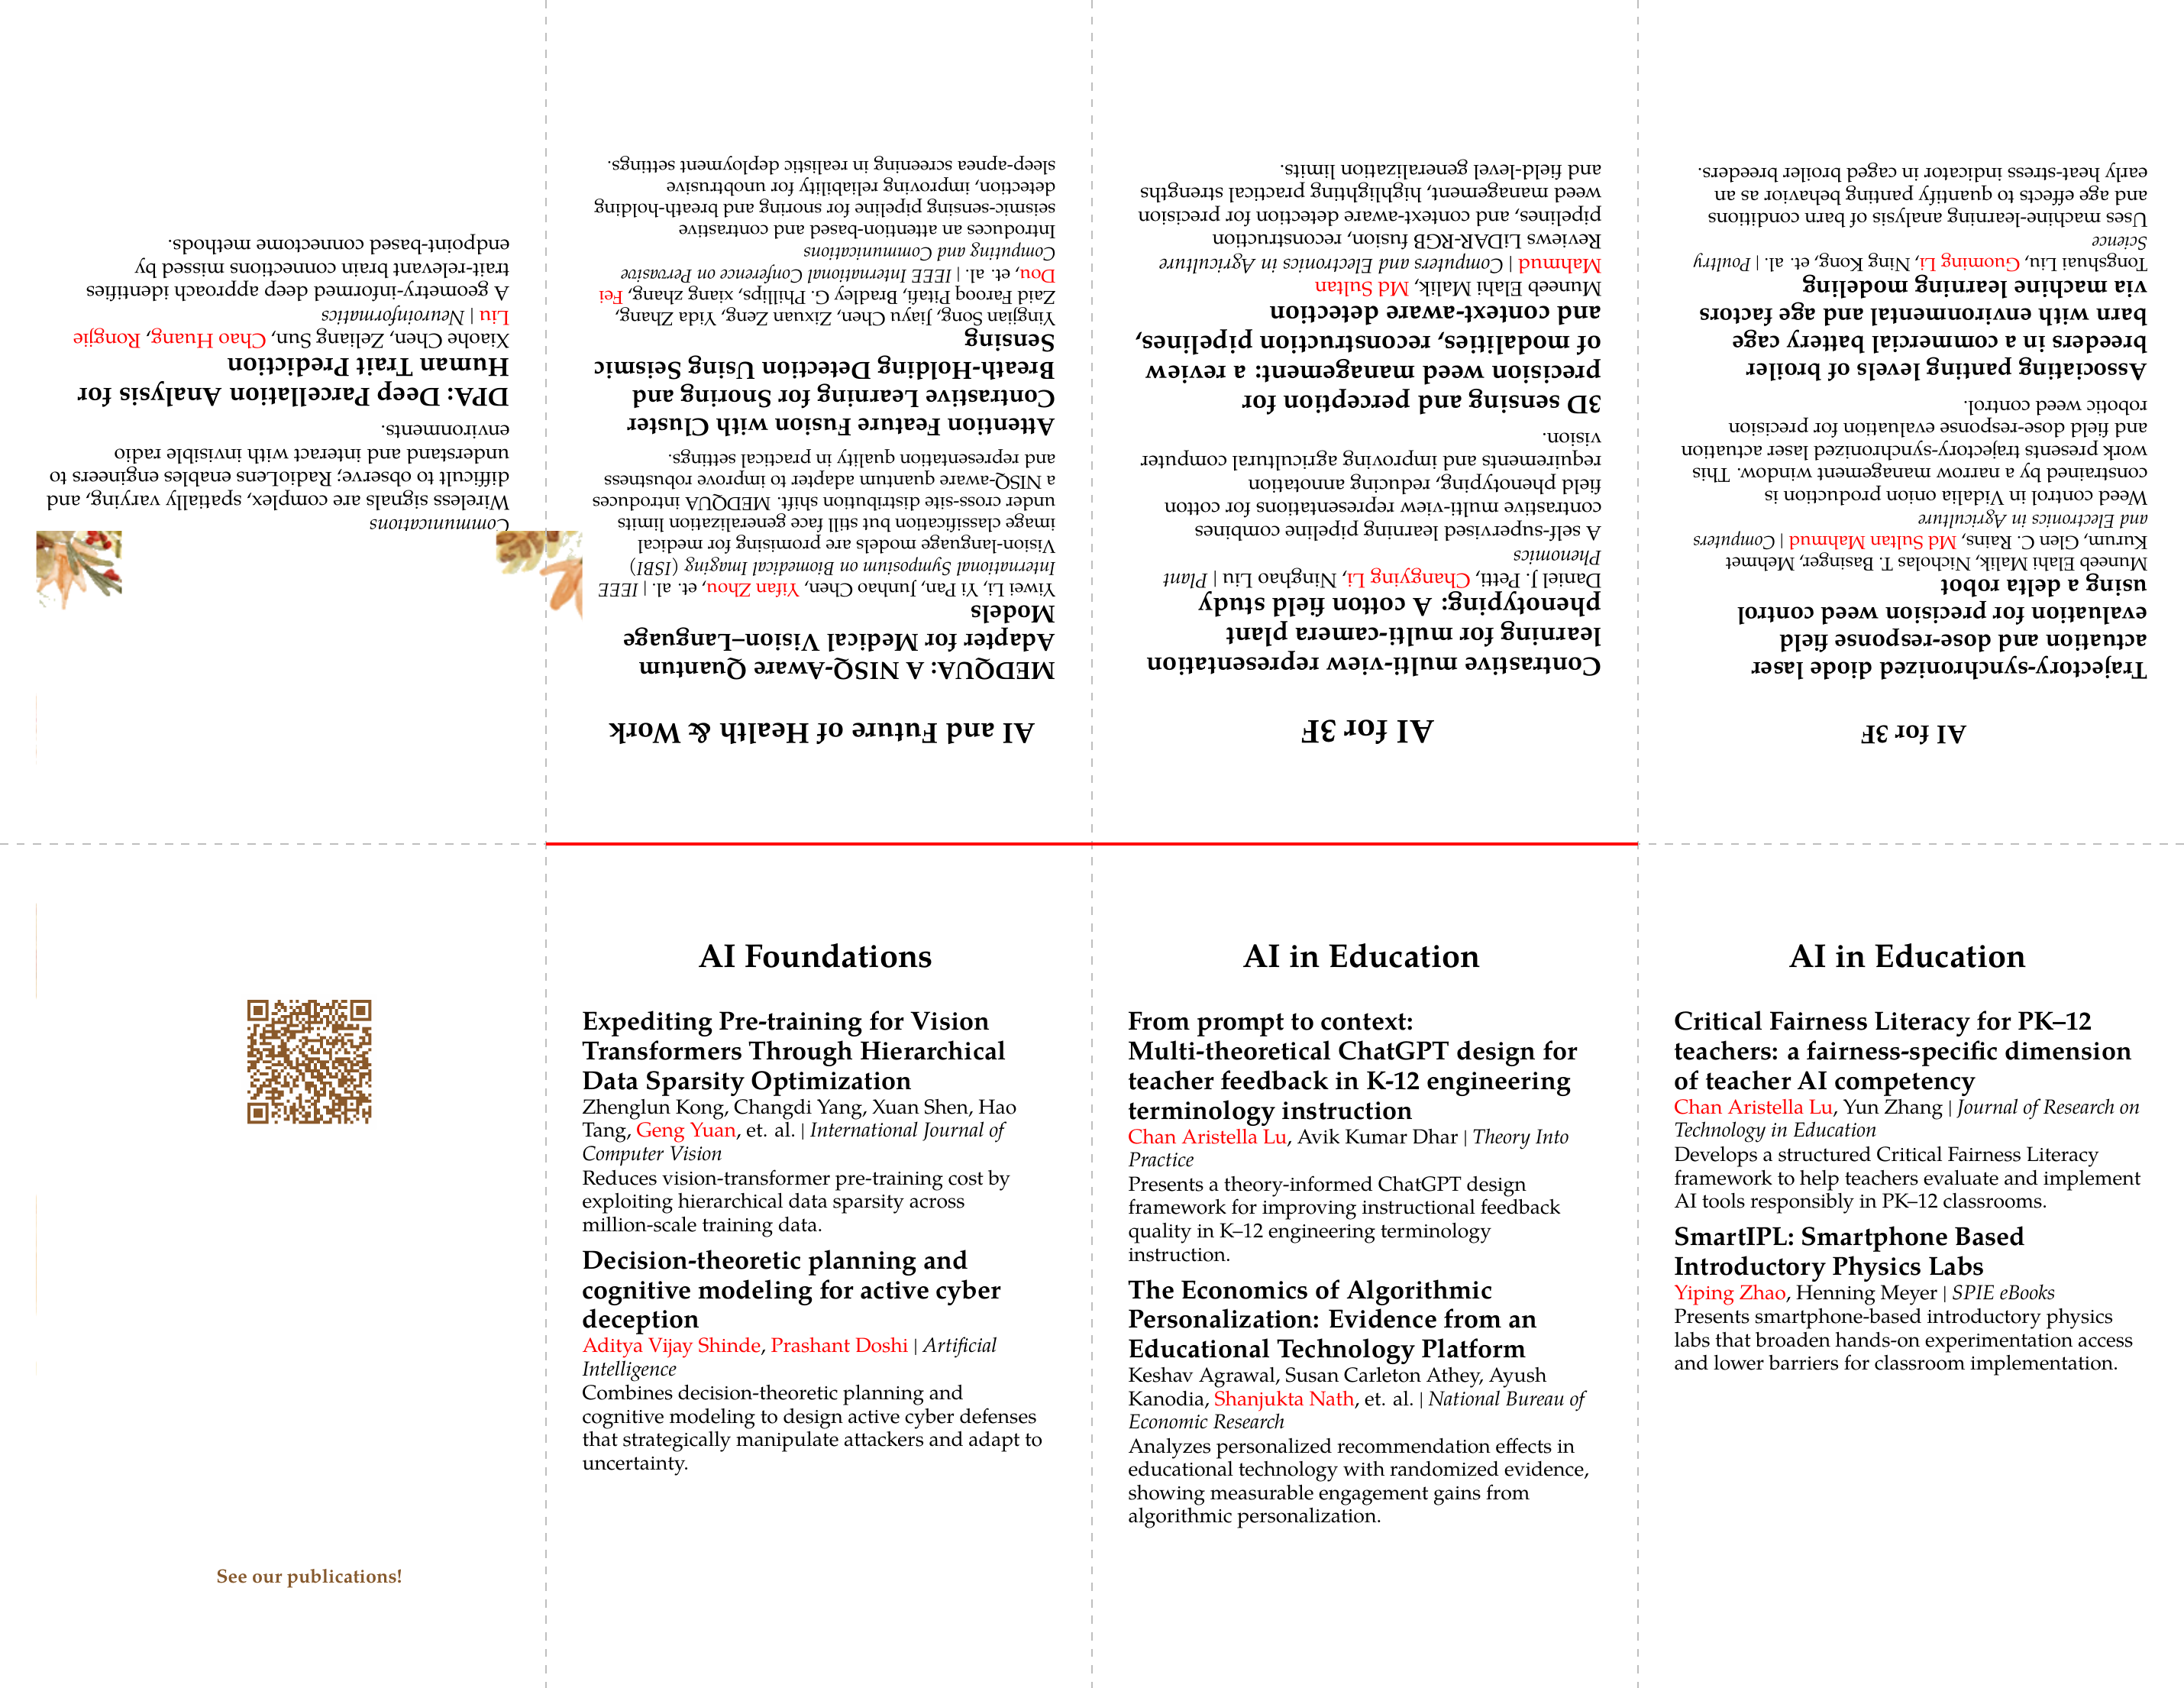 Communications
Wireless signals are complex, spatially varying, and
difficult to observe; RadioLens enables engineers to
understand and interact with invisible radio
environments.
DPA: Deep Parcellation Analysis for
Human Trait Prediction
Xiaohe Chen, Zeliang Sun, Chao Huang, Rongjie
Liu | Neuroinformatics
A geometry-informed deep approach identifies
trait-relevant brain connections missed by
endpoint-based connectome methods.
AI and Future of Health & Work
MEDQUA: A NISQ-Aware Quantum
Adapter for Medical Vision–Language
Models
Yiwei Li, Yi Pan, Junhao Chen, Yifan Zhou, et. al. | IEEE
International Symposium on Biomedical Imaging (ISBI)
Vision-language models are promising for medical
image classification but still face generalization limits
under cross-site distribution shift. MEDQUA introduces
a NISQ-aware quantum adapter to improve robustness
and representation quality in practical settings.
Attention Feature Fusion with Cluster
Contrastive Learning for Snoring and
Breath-Holding Detection Using Seismic
Sensing
Yingjian Song, Jiayu Chen, Zixuan Zeng, Yida Zhang,
Zaid Farooq Pitafi, Bradley G. Phillips, xiang zhang, Fei
Dou, et. al. | IEEE International Conference on Pervasive
Computing and Communications
Introduces an attention-based and contrastive
seismic-sensing pipeline for snoring and breath-holding
detection, improving reliability for unobtrusive
sleep-apnea screening in realistic deployment settings.
AI for 3F
Contrastive multi-view representation
learning for multi-camera plant
phenotyping: A cotton field study
Daniel J. Petti, Changying Li, Ninghao Liu | Plant
Phenomics
A self-supervised learning pipeline combines
contrastive multi-view representations for cotton
field phenotyping, reducing annotation
requirements and improving agricultural computer
vision.
3D sensing and perception for
precision weed management: a review
of modalities, reconstruction pipelines,
and context-aware detection
Muneeb Elahi Malik, Md Sultan
Mahmud | Computers and Electronics in Agriculture
Reviews LiDAR-RGB fusion, reconstruction
pipelines, and context-aware detection for precision
weed management, highlighting practical strengths
and field-level generalization limits.
AI for 3F
Trajectory-synchronized diode laser
actuation and dose-response field
evaluation for precision weed control
using a delta robot
Muneeb Elahi Malik, Nicholas T. Basinger, Mehmet
Kurum, Glen C. Rains, Md Sultan Mahmud | Computers
and Electronics in Agriculture
Weed control in Vidalia onion production is
constrained by a narrow management window. This
work presents trajectory-synchronized laser actuation
and field dose-response evaluation for precision
robotic weed control.
Associating panting levels of broiler
breeders in a commercial battery cage
barn with environmental and age factors
via machine learning modeling
Tongshuai Liu, Guoming Li, Ning Kong, et. al. | Poultry
Science
Uses machine-learning analysis of barn conditions
and age effects to quantify panting behavior as an
early heat-stress indicator in caged broiler breeders.
See our publications!
AI Foundations
Expediting Pre-training for Vision
Transformers Through Hierarchical
Data Sparsity Optimization
Zhenglun Kong, Changdi Yang, Xuan Shen, Hao
Tang, Geng Yuan, et. al. | International Journal of
Computer Vision
Reduces vision-transformer pre-training cost by
exploiting hierarchical data sparsity across
million-scale training data.
Decision-theoretic planning and
cognitive modeling for active cyber
deception
Aditya Vijay Shinde, Prashant Doshi | Artificial
Intelligence
Combines decision-theoretic planning and
cognitive modeling to design active cyber defenses
that strategically manipulate attackers and adapt to
uncertainty.
AI in Education
From prompt to context:
Multi-theoretical ChatGPT design for
teacher feedback in K-12 engineering
terminology instruction
Chan Aristella Lu, Avik Kumar Dhar | Theory Into
Practice
Presents a theory-informed ChatGPT design
framework for improving instructional feedback
quality in K–12 engineering terminology
instruction.
The Economics of Algorithmic
Personalization: Evidence from an
Educational Technology Platform
Keshav Agrawal, Susan Carleton Athey, Ayush
Kanodia, Shanjukta Nath, et. al. | National Bureau of
Economic Research
Analyzes personalized recommendation effects in
educational technology with randomized evidence,
showing measurable engagement gains from
algorithmic personalization.
AI in Education
Critical Fairness Literacy for PK–12
teachers: a fairness-specific dimension
of teacher AI competency
Chan Aristella Lu, Yun Zhang | Journal of Research on
Technology in Education
Develops a structured Critical Fairness Literacy
framework to help teachers evaluate and implement
AI tools responsibly in PK–12 classrooms.
SmartIPL: Smartphone Based
Introductory Physics Labs
Yiping Zhao, Henning Meyer | SPIE eBooks
Presents smartphone-based introductory physics
labs that broaden hands-on experimentation access
and lower barriers for classroom implementation.